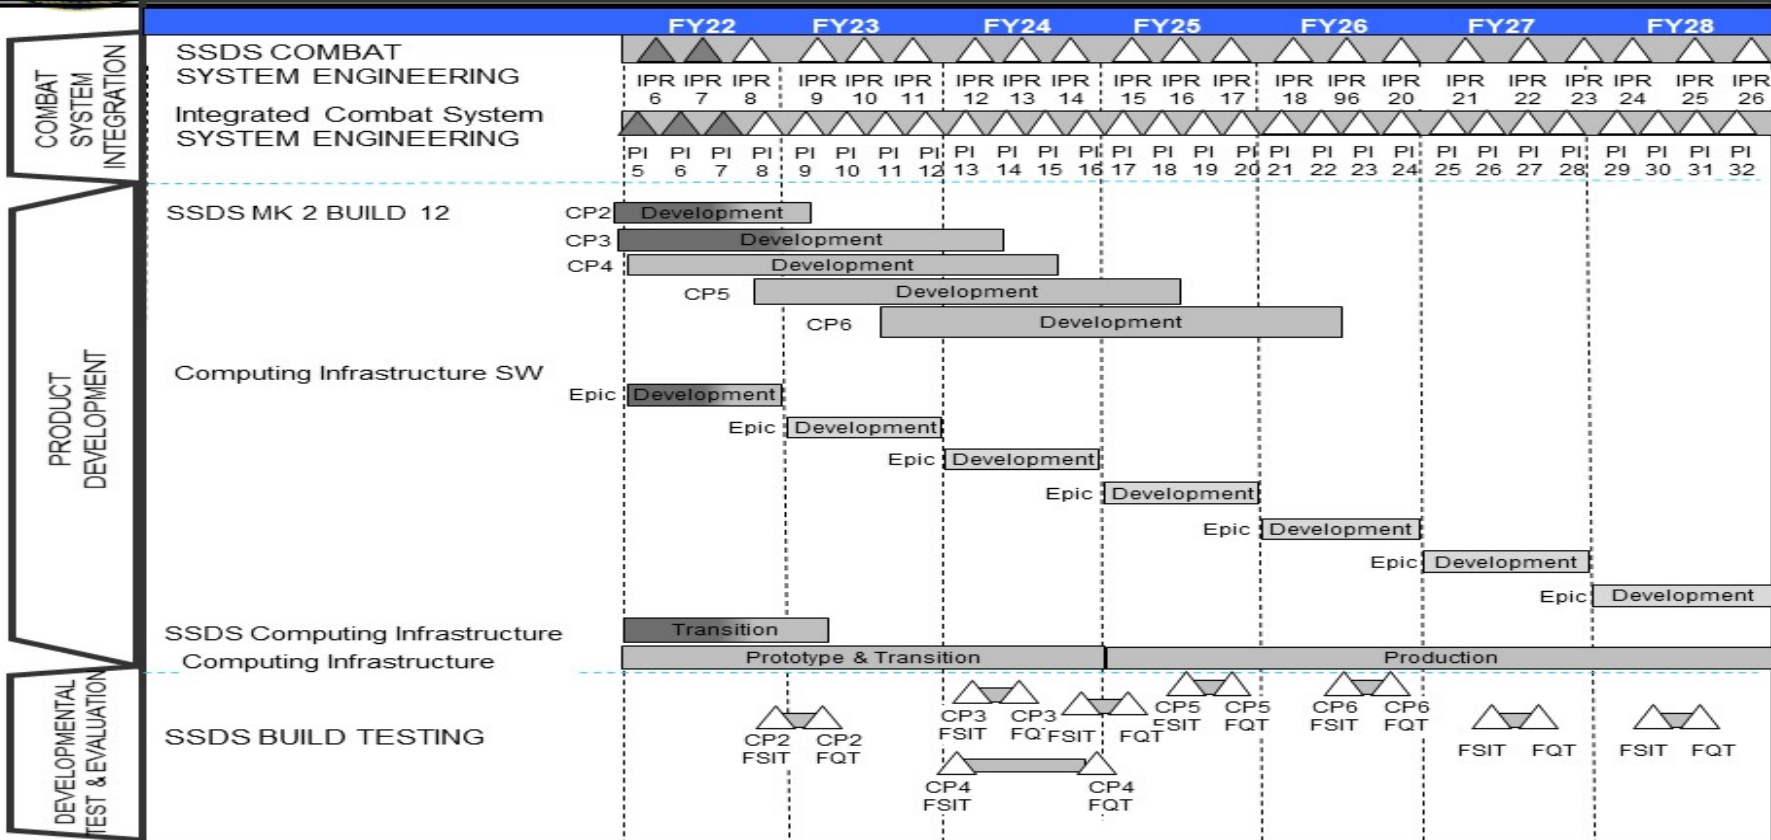 FY22 FY23 FY24 FY25 FY26 FY27 FY28
COMBAT
SYSTEM
INTEGRATION
SSDS COMBAT
SYSTEM ENGINEERING
IPR IPR IPR IPR IPR IPR IPR IPR IPR IPR IPR IPR IPR IPR IPR IPR IPR IPR IPR IPR IPR
6 7 8 9 10 11 12 13 14 15 16 17 18 96 20 21 22 23 24 25 26
Integrated Combat System
SYSTEM ENGINEERING
PI PI PI PI PI PI PI PI PI PI PI PI PI PI PI PI PI PI PI PI PI PI PI PI PI PI PI PI
5 6 7 8 9 10 11 12 13 14 15 16 17 18 19 20 21 22 23 24 25 26 27 28 29 30 31 32
PRODUCT
DEVELOPMENT
SSDS MK 2 BUILD 12
CP2 Development
CP3 Development
CP4 Development
CP5 Development
CP6 Development
Computing Infrastructure SW
Epic Development
Epic Development
Epic Development
Epic Development
Epic Development
Epic Development
Epic Development
SSDS Computing Infrastructure Transition
Computing Infrastructure Prototype & Transition Production
DEVELOPMENTAL
TEST & EVALUATION
SSDS BUILD TESTING
CP2 CP2
FSIT FQT
CP3 CP3
FSIT FQ
FSIT FQT
CP5 CP5
FSIT FQT
CP6 CP6
FSIT FQT
FSIT FQT
FSIT FQT
CP4 CP4
FSIT FQT